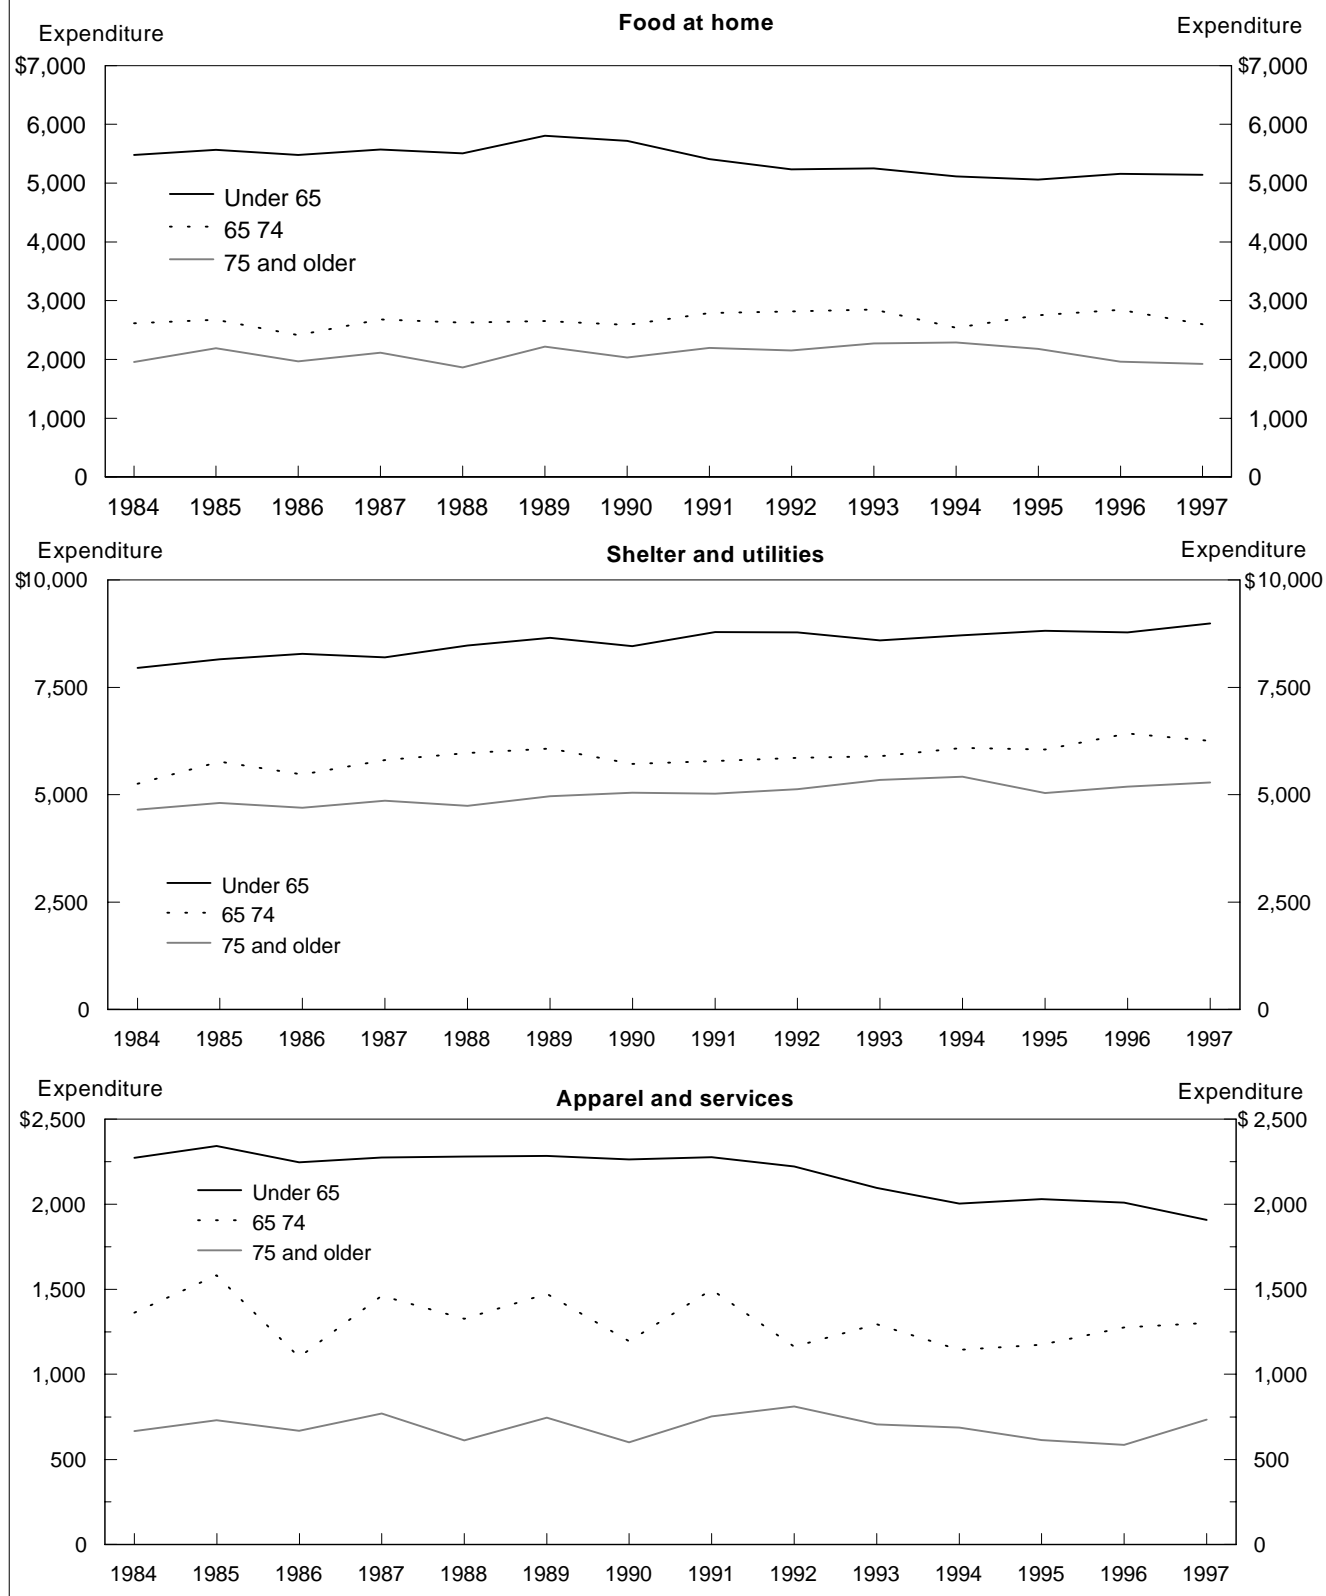 Food at home
Expenditure Expenditure
$7,000 $7,000
6,000 6,000
5,000 5,000
Under 65
65 74
4,000 4,000
75 and older
3,000 3,000
2,000 2,000
1,000 1,000
0 0
1984 1985 1986 1987 1988 1989 1990 1991 1992 1993 1994 1995 1996 1997
Expenditure Shelter and utilities Expenditure
$10,000 $10,000
7,500 7,500
5,000 5,000
Under 65
2,500 2,500
65 74
75 and older
0 0
1984 1985 1986 1987 1988 1989 1990 1991 1992 1993 1994 1995 1996 1997
Expenditure Apparel and services Expenditure
$2,500 $2,500
Under 65
2,000 2,000
65 74
75 and older
1,500 1,500
1,000 1,000
500 500
0 0
1984 1985 1986 1987 1988 1989 1990 1991 1992 1993 1994 1995 1996 1997